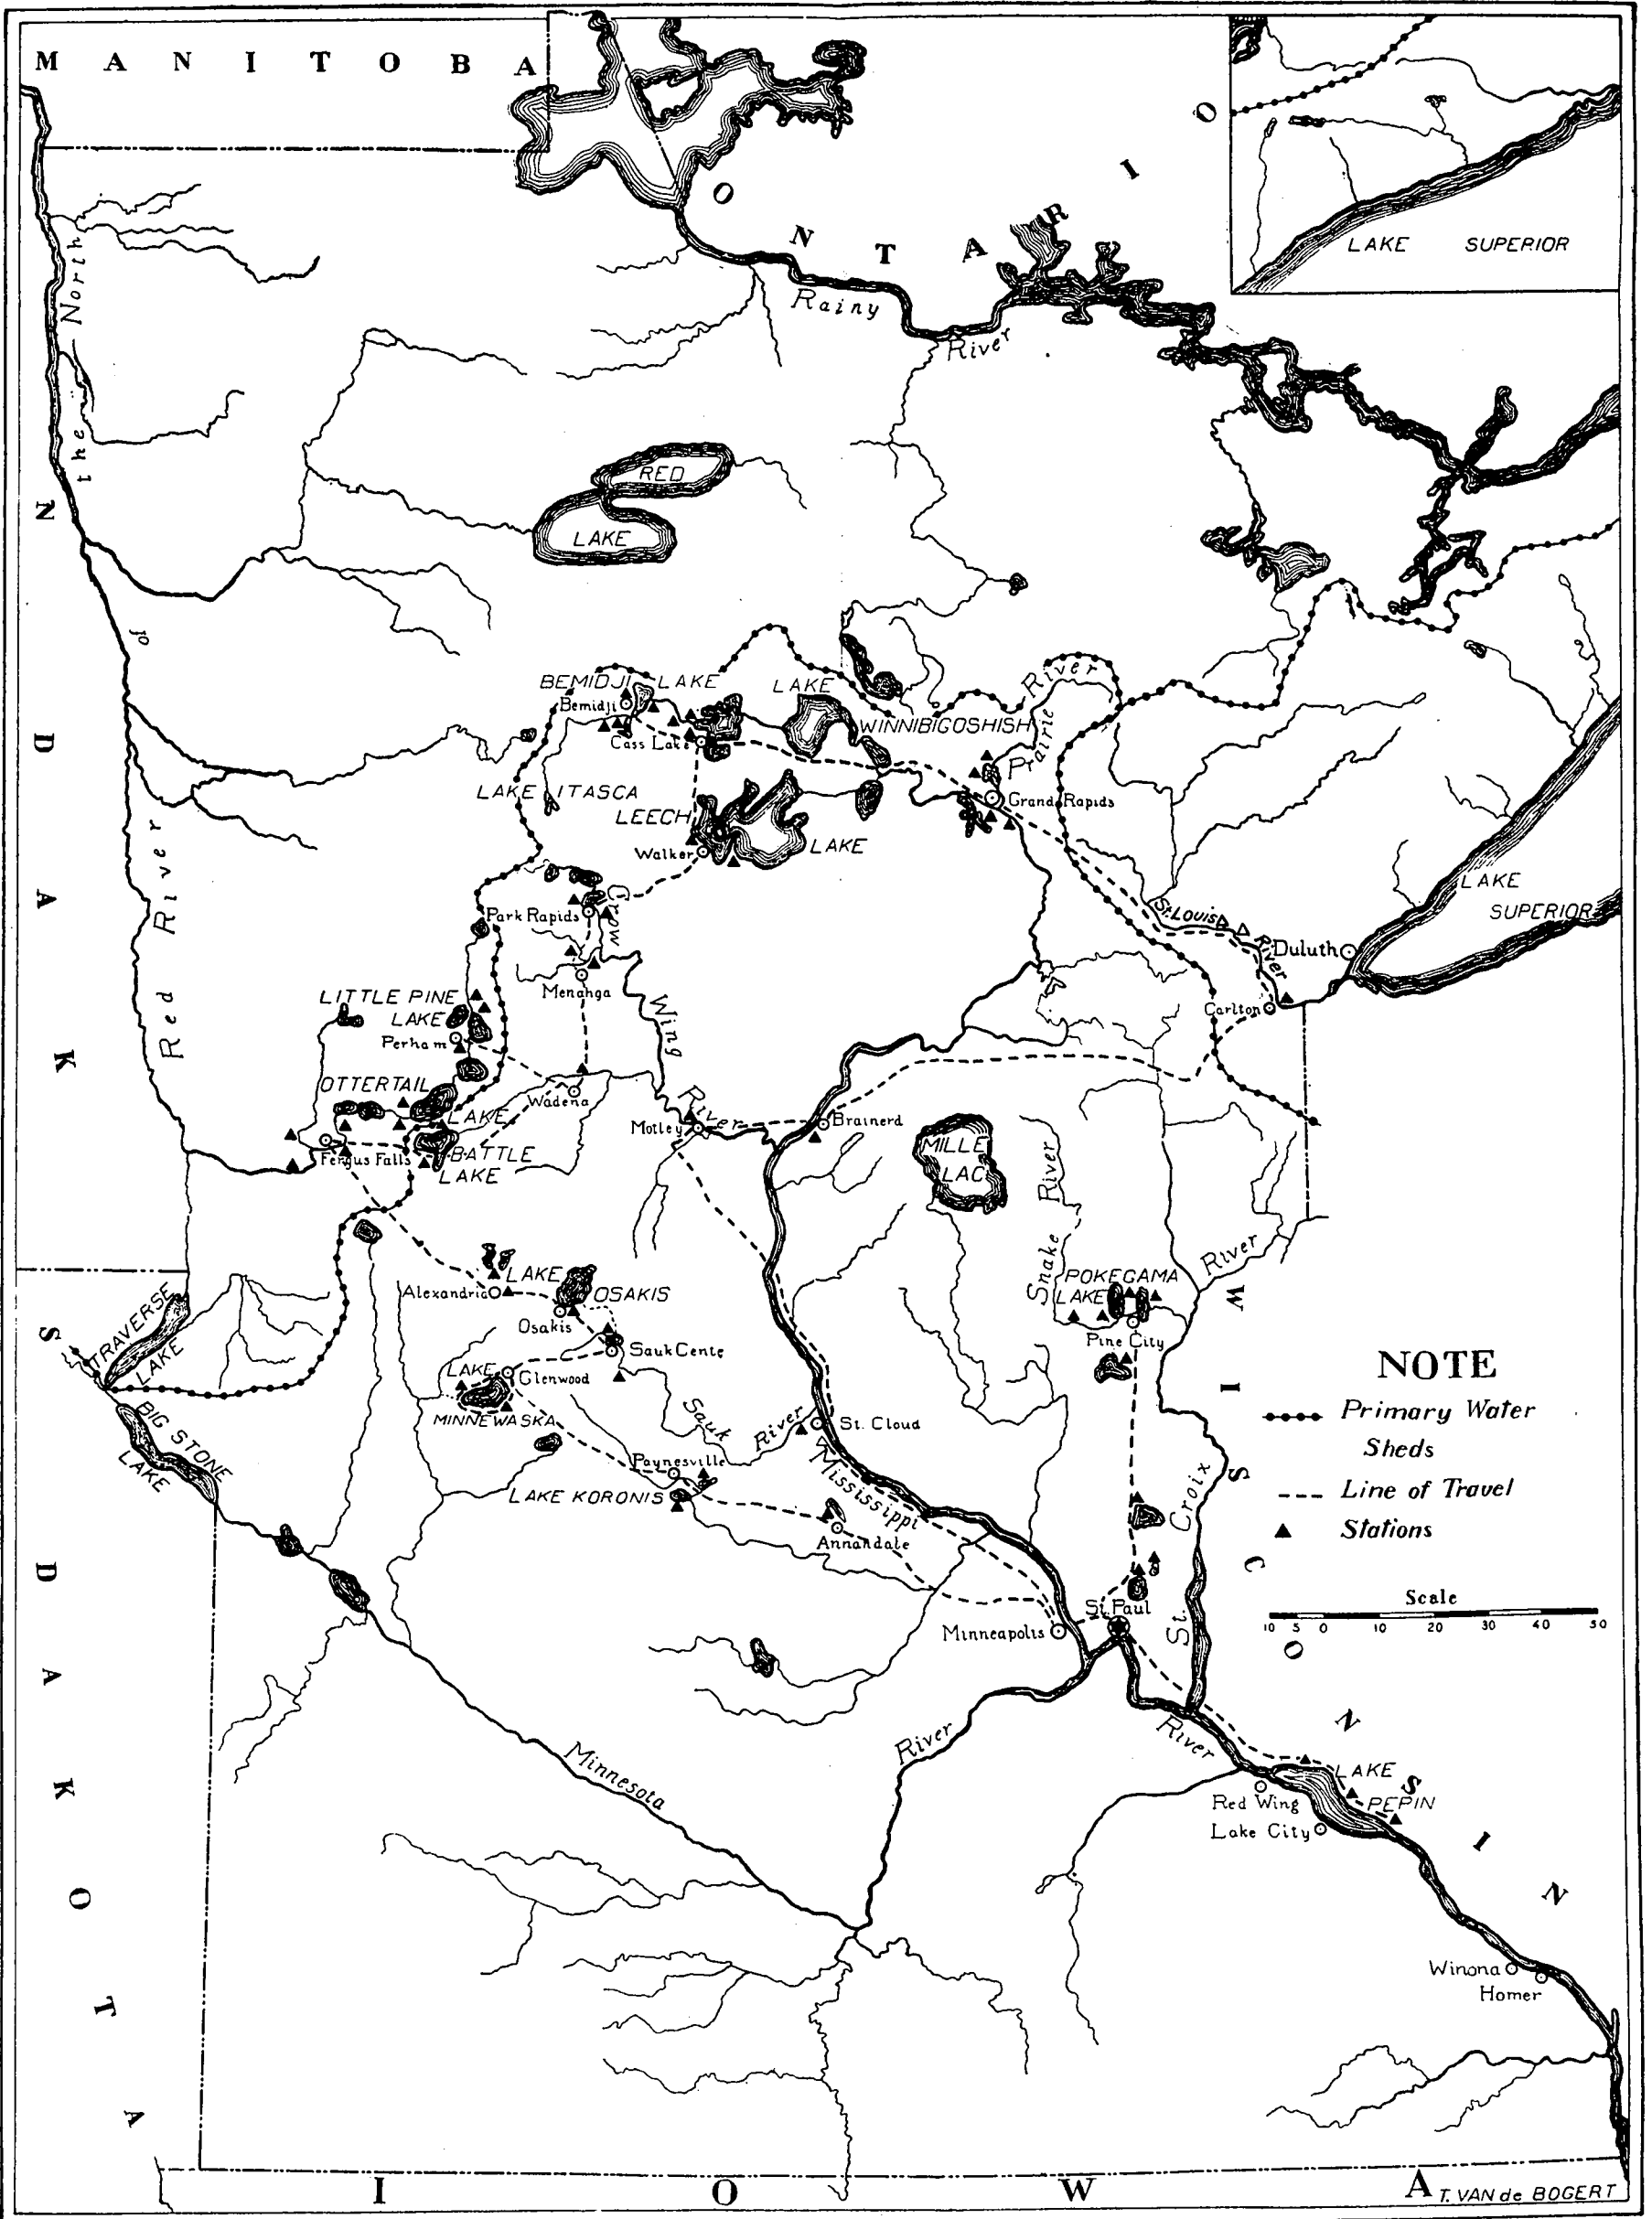 MANITOBA
ONTARIO
LAKE SUPERIOR
Rainy River
N. DAK
Red River of the North
RED
LAKE
BEMIDJI LAKE
Bemidji
Cass Lake
LAKE
WINNIBIGOSHISH
Prairie River
Grand Rapids
LAKE ITASCA
LEECH
LAKE
Walker
LAKE
SUPERIOR
St. Louis River
Duluth
Carlton
Park Rapids
Crow Wing River
Menahga
LITTLE PINE
LAKE
Perham
OTTERTAIL
LAKE
Wadena
Motley
Brainerd
Fergus Falls
BATTLE
LAKE
MILLE
LAC
Snake River
River
POKEGAMA
LAKE
Pine City
TRAVERSE
LAKE
BIG STONE
LAKE
LAKE
OSAKIS
Alexandria
Osakis
Sauk Cente
LAKE
Glenwood
MINNEWASKA
Sauk River
St. Cloud
Paynesville
LAKE KORONIS
Annandale
Mississippi River
St. Croix
WISCONSIN
NOTE
Primary Water
Sheds
Line of Travel
Stations
Scale
10 5 0 10 20 30 40 50
St. Paul
Minneapolis
Minnesota River
LAKE
PEPIN
Red Wing
Lake City
Winona
Homer
S. DAKOTA
IOWA
T. VAN de BOGERT